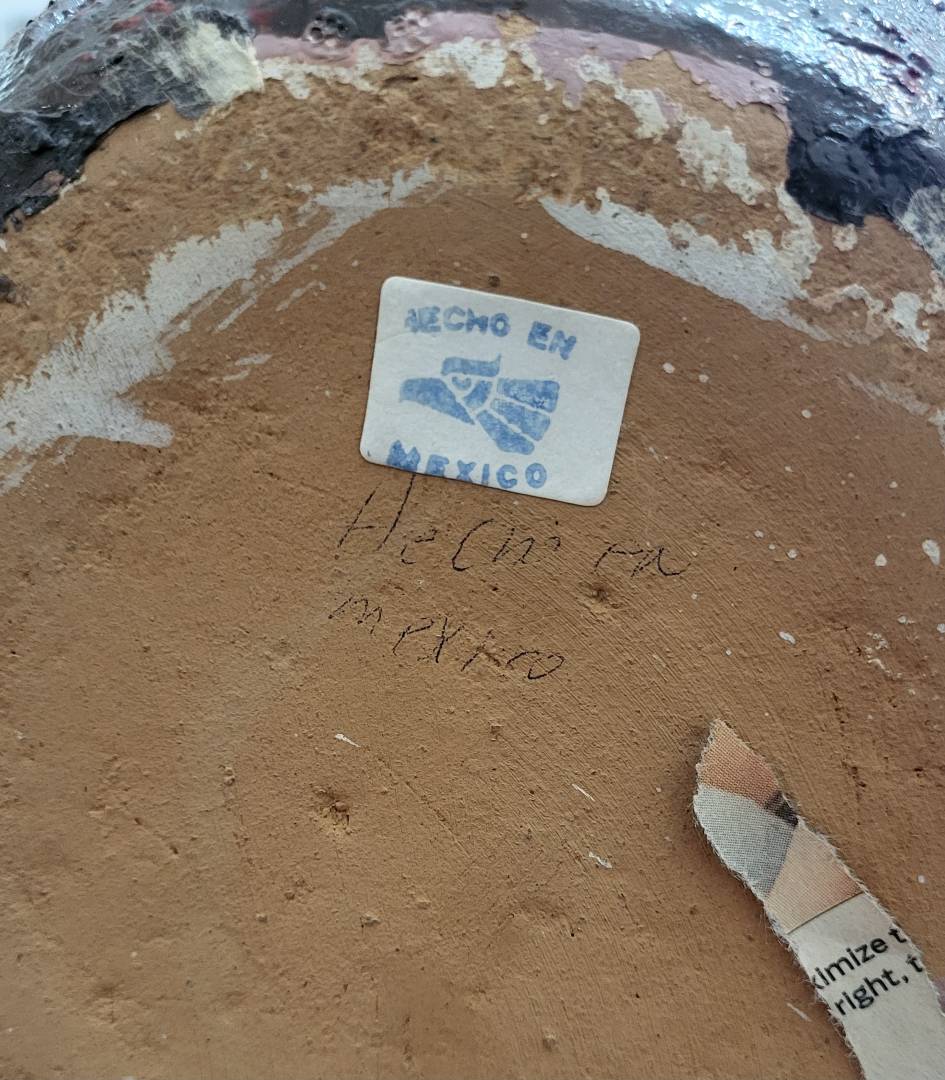 HECHO EN
MEXICO
Hecho en
mexico
ximize t
right, t